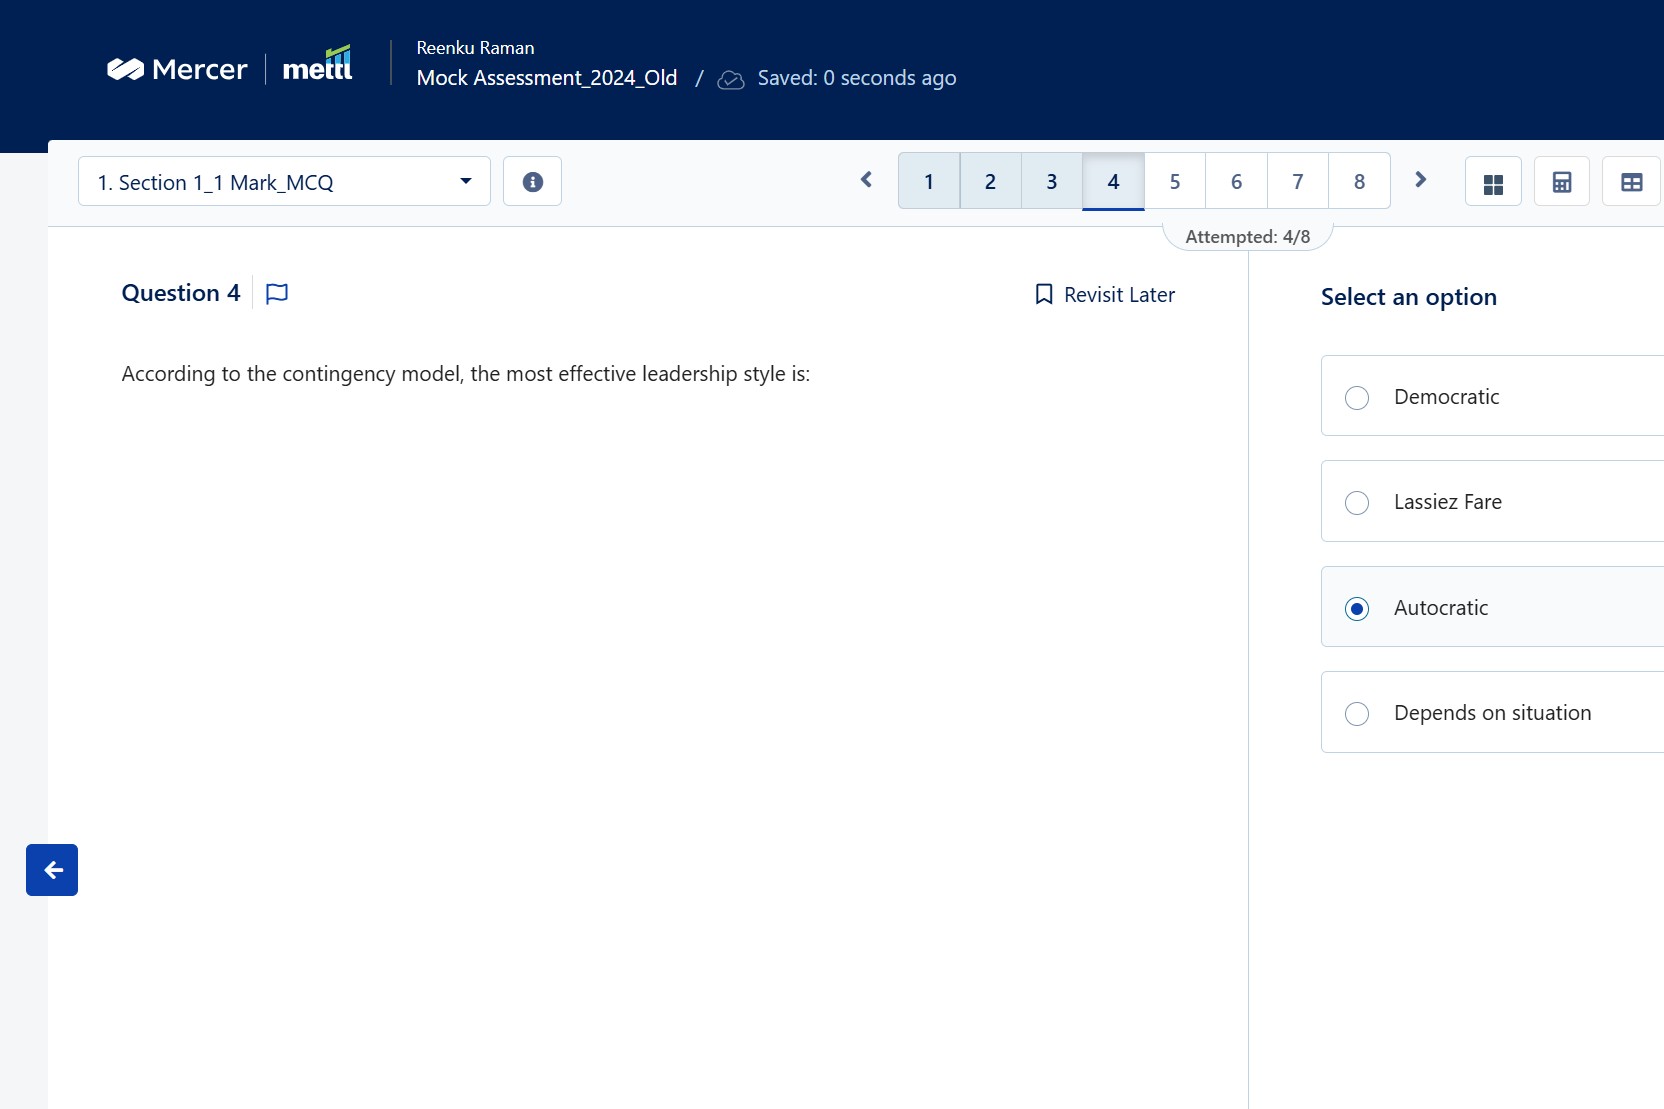 Mercer
mettl
Reenku Raman
Mock Assessment_2024_Old / Saved: 0 seconds ago
1. Section 1_1 Mark_MCQ
1 2 3 4 5 6 7 8
Attempted: 4/8
Question 4
Revisit Later
According to the contingency model, the most effective leadership style is:
Select an option
Democratic
Lassiez Fare
Autocratic
Depends on situation